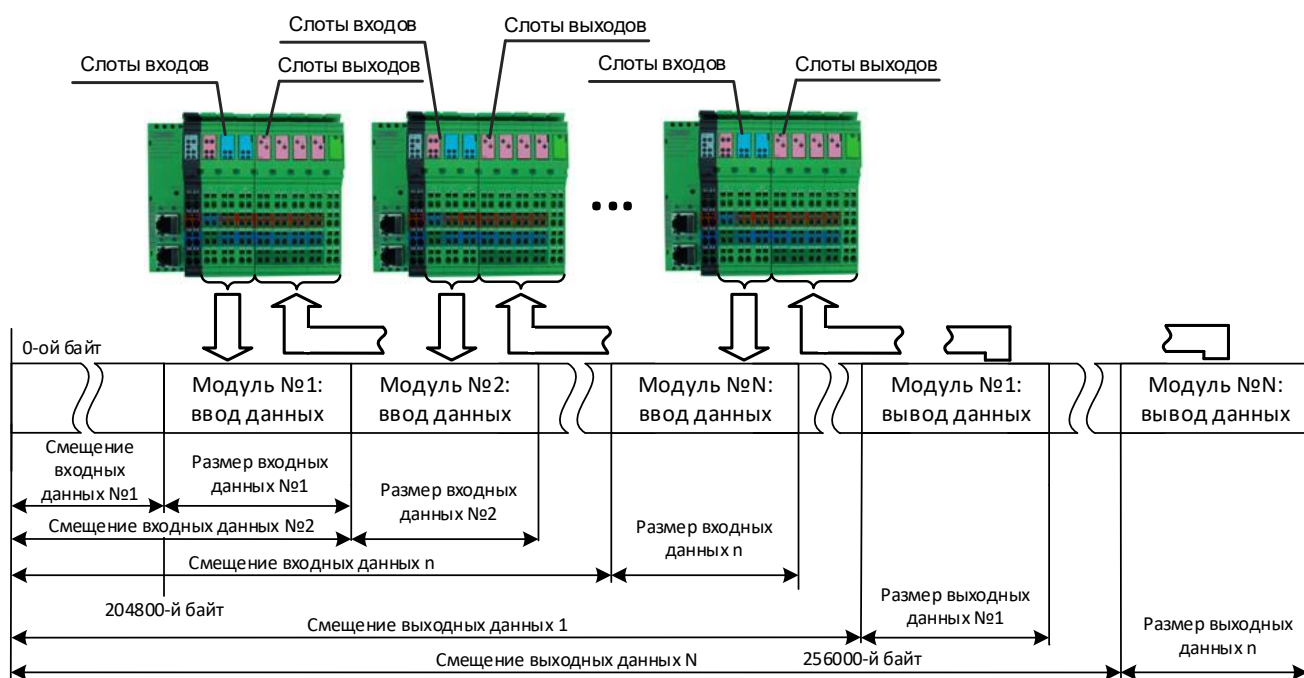 Слоты входов
Слоты выходов
Слоты входов
Слоты выходов
Слоты входов
Слоты выходов
...
0-ой байт
Модуль №1:
ввод данных
Модуль №2:
ввод данных
Модуль №N:
ввод данных
Модуль №1:
вывод данных
Модуль №N:
вывод данных
Смещение
входных
данных №1
Размер входных
данных №1
Размер входных
данных №2
Смещение входных данных №2
Размер входных
данных n
Смещение входных данных n
204800-й байт
Размер выходных
данных №1
Смещение выходных данных 1
Размер выходных
данных n
Смещение выходных данных N
256000-й байт